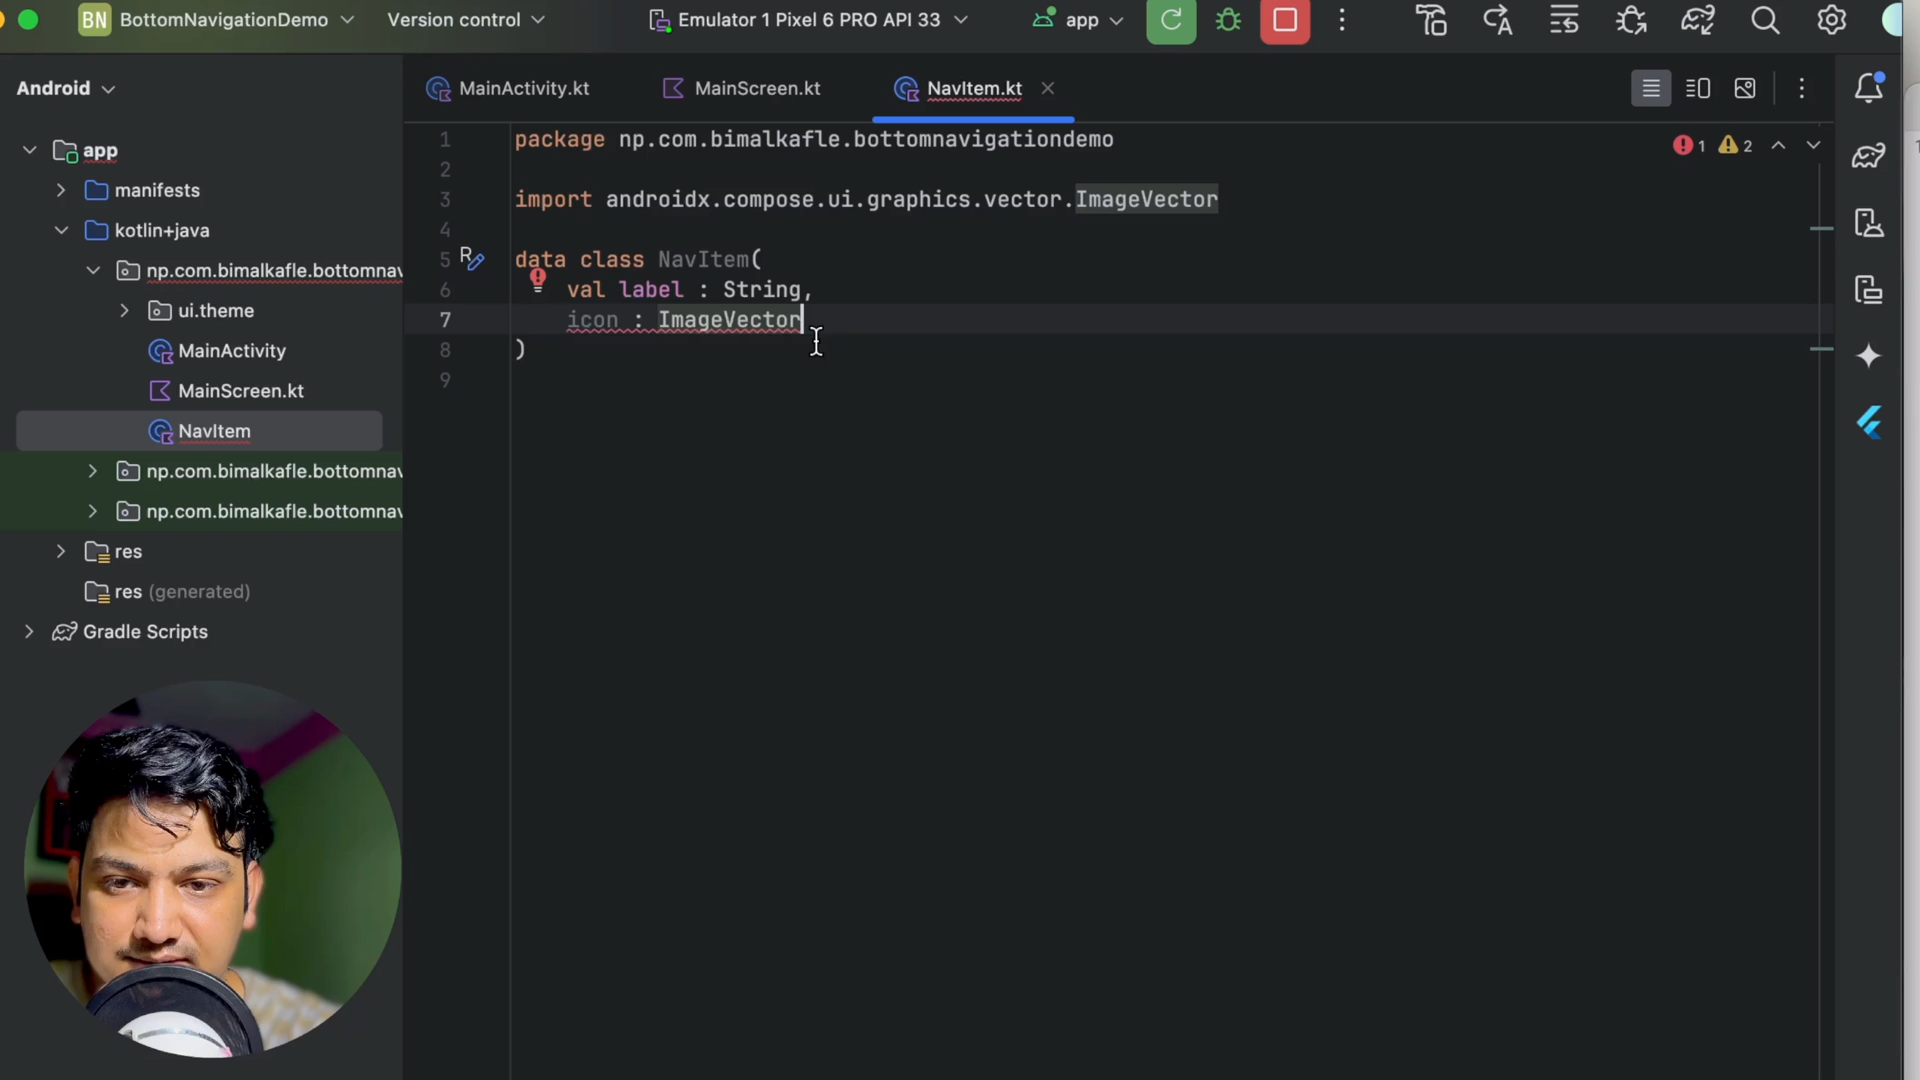 BN BottomNavigationDemo Version control Emulator 1 Pixel 6 PRO API 33 app
Android
MainActivity.kt MainScreen.kt NavItem.kt
app
manifests
kotlin+java
np.com.bimalkafle.bottomnav
ui.theme
MainActivity
MainScreen.kt
NavItem
np.com.bimalkafle.bottomnav
np.com.bimalkafle.bottomnav
res
res (generated)
Gradle Scripts
1 package np.com.bimalkafle.bottomnavigationdemo
2
3 import androidx.compose.ui.graphics.vector.ImageVector
4
5 data class NavItem(
6 val label : String,
7 icon : ImageVector
8 )
9
1 2